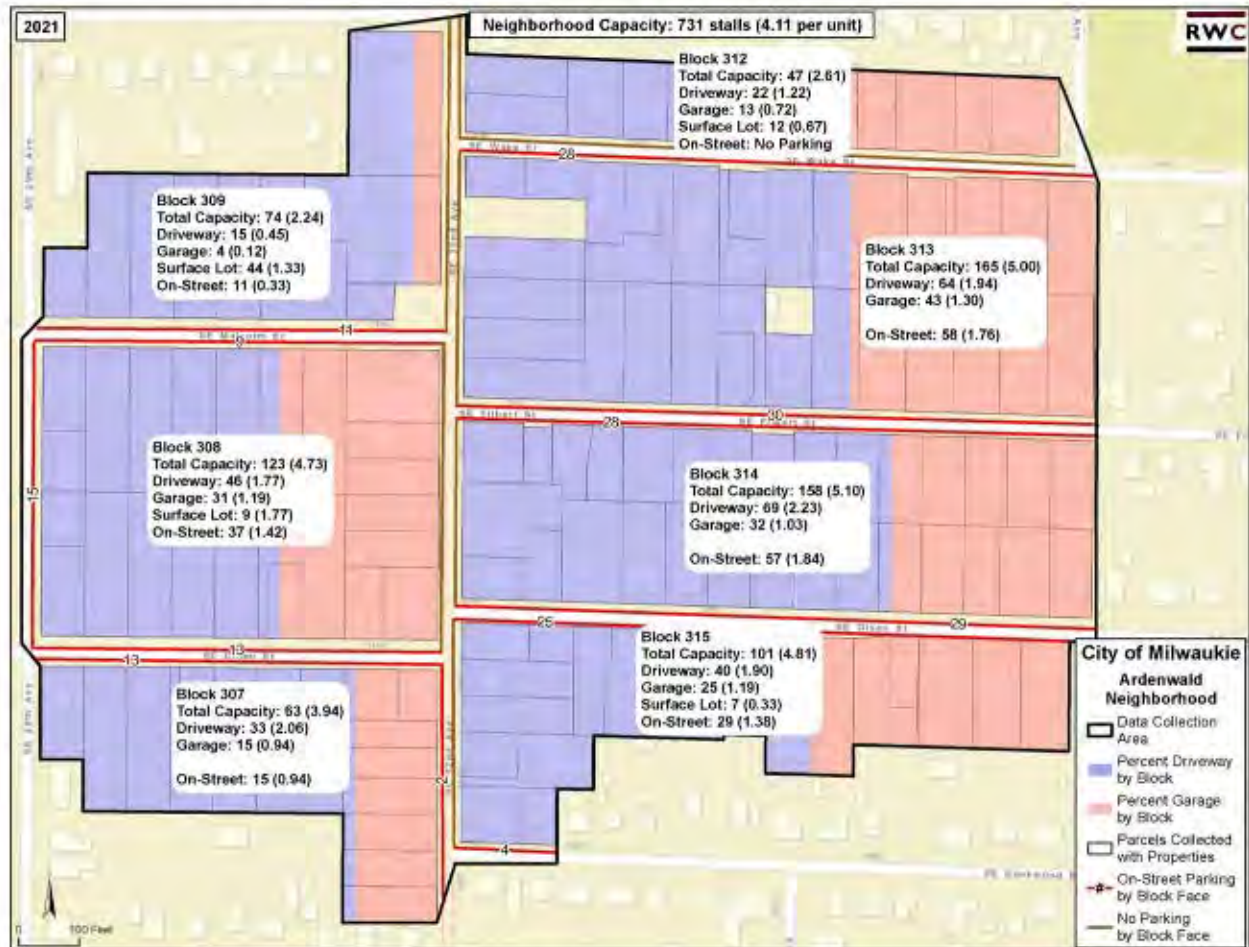 2021
Neighborhood Capacity: 731 stalls (4.11 per unit)
RWC
Block 312
Total Capacity: 47 (2.61)
Driveway: 22 (1.22)
Garage: 13 (0.72)
Surface Lot: 12 (0.67)
On-Street: No Parking
28
Block 309
Total Capacity: 74 (2.24)
Driveway: 15 (0.45)
Garage: 4 (0.12)
Surface Lot: 44 (1.33)
On-Street: 11 (0.33)
Block 313
Total Capacity: 165 (5.00)
Driveway: 64 (1.94)
Garage: 43 (1.30)
On-Street: 58 (1.76)
11
SE Malcolm St
9
30
28
Block 308
Total Capacity: 123 (4.73)
Driveway: 46 (1.77)
Garage: 31 (1.19)
Surface Lot: 9 (1.77)
On-Street: 37 (1.42)
15
Block 314
Total Capacity: 158 (5.10)
Driveway: 69 (2.23)
Garage: 32 (1.03)
On-Street: 57 (1.84)
25
29
SE Olsen St
13
13
Block 315
Total Capacity: 101 (4.81)
Driveway: 40 (1.90)
Garage: 25 (1.19)
Surface Lot: 7 (0.33)
On-Street: 29 (1.38)
Block 307
Total Capacity: 63 (3.94)
Driveway: 33 (2.06)
Garage: 15 (0.94)
On-Street: 15 (0.94)
2
4
City of Milwaukie
Ardenwald
Neighborhood
Data Collection
Area
Percent Driveway
by Block
Percent Garage
by Block
Parcels Collected
with Properties
#
On-Street Parking
by Block Face
No Parking
by Block Face
0
100 Feet